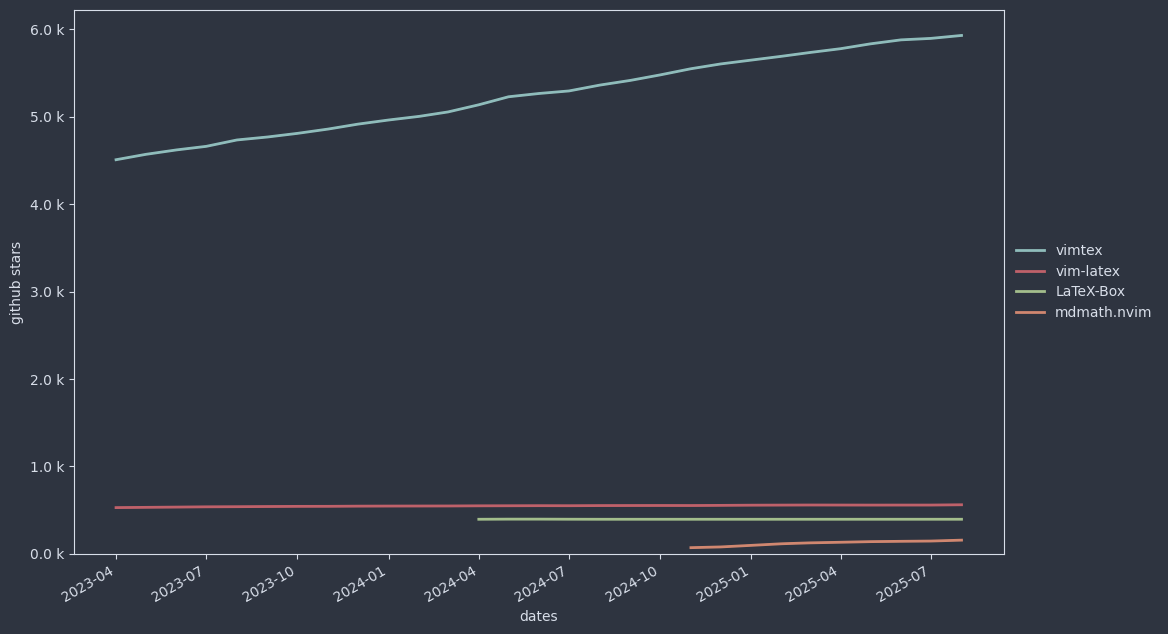 6.0 k
5.0 k
4.0 k
3.0 k
2.0 k
1.0 k
0.0 k
github stars
2023-04
2023-07
2023-10
2024-01
2024-04
2024-07
2024-10
2025-01
2025-04
2025-07
dates
vimtex
vim-latex
LaTeX-Box
mdmath.nvim